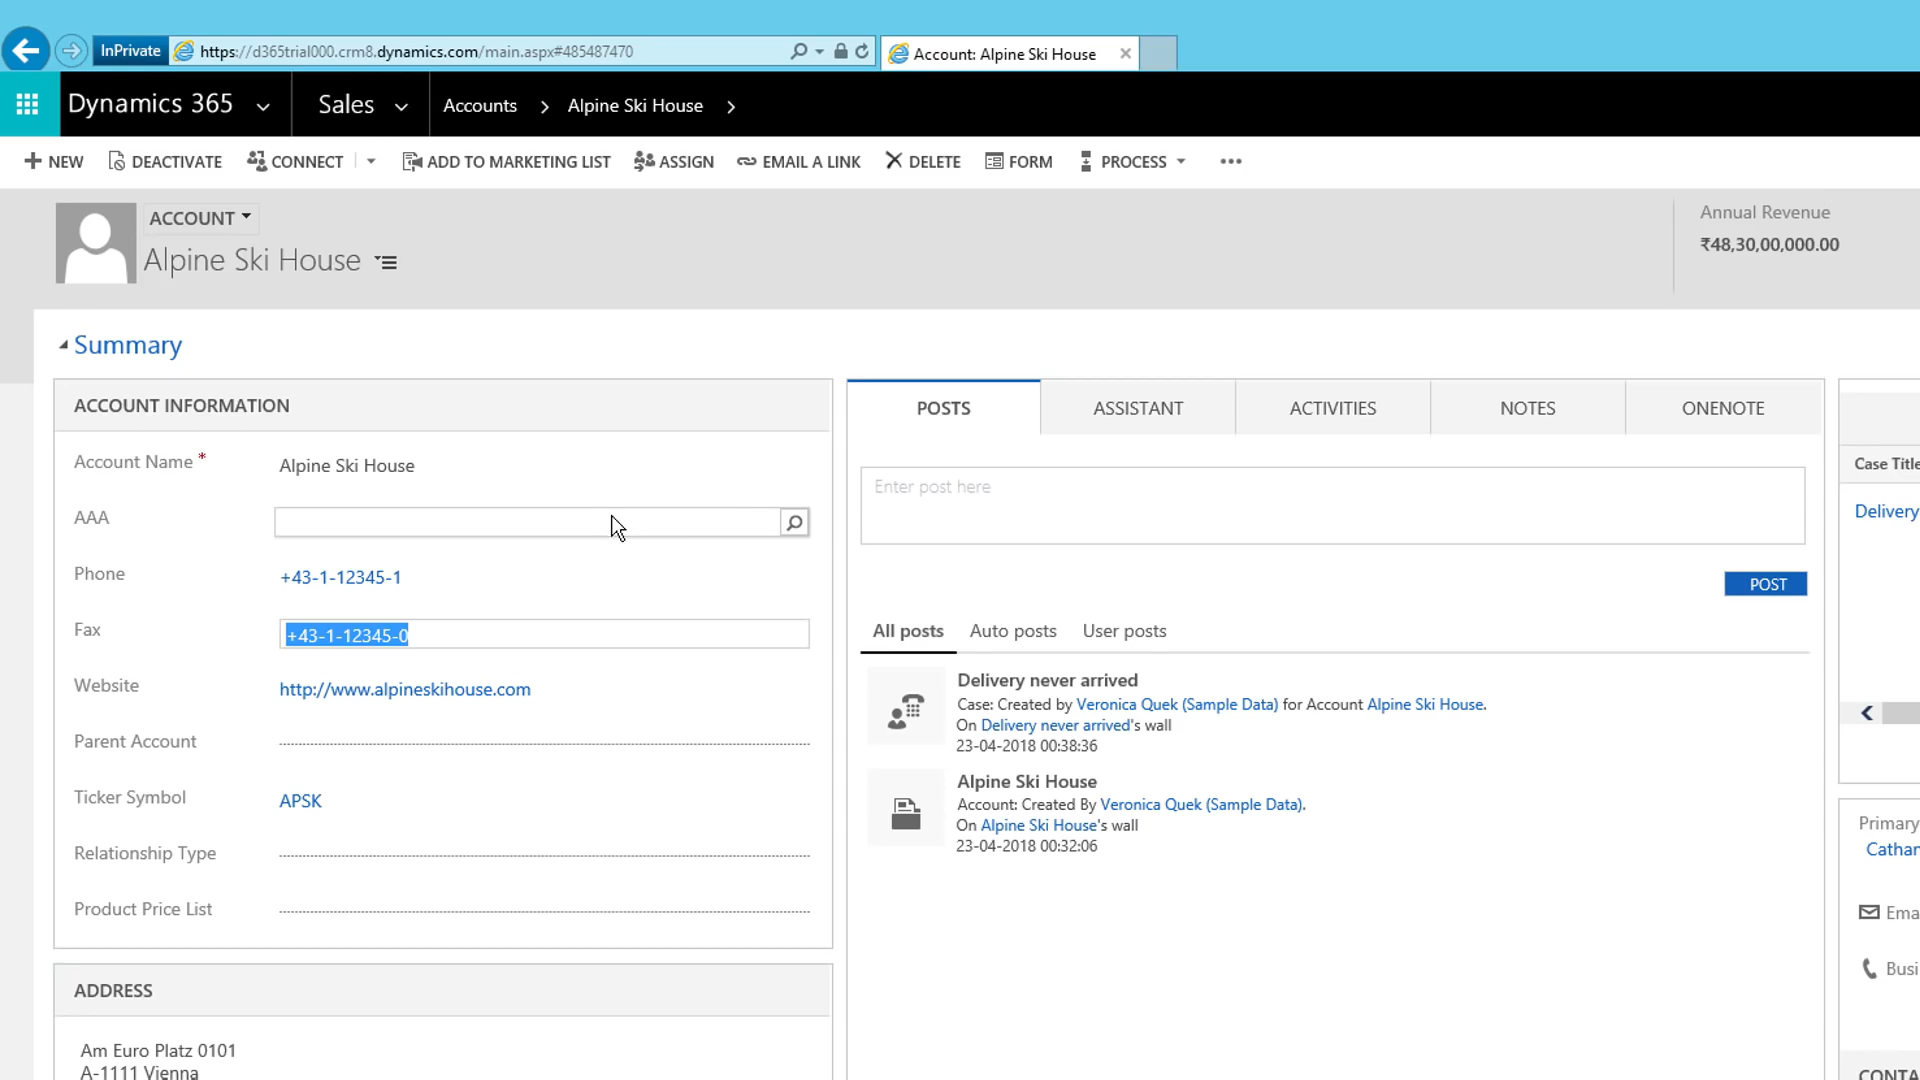 InPrivate
https://d365trial000.crm8.dynamics.com/main.aspx#485487470
Account: Alpine Ski House
Dynamics 365
Sales
Accounts
Alpine Ski House
NEW
DEACTIVATE
CONNECT
ADD TO MARKETING LIST
ASSIGN
EMAIL A LINK
DELETE
FORM
PROCESS
ACCOUNT
Alpine Ski House
Annual Revenue
₹48,30,00,000.00
Summary
ACCOUNT INFORMATION
Account Name *
Alpine Ski House
AAA
Phone
+43-1-12345-1
Fax
+43-1-12345-0
Website
http://www.alpineskihouse.com
Parent Account
Ticker Symbol
APSK
Relationship Type
Product Price List
ADDRESS
Am Euro Platz 0101
A-1111 Vienna
POSTS
ASSISTANT
ACTIVITIES
NOTES
ONENOTE
Enter post here
POST
All posts
Auto posts
User posts
Delivery never arrived
Case: Created by Veronica Quek (Sample Data) for Account Alpine Ski House.
On Delivery never arrived's wall
23-04-2018 00:38:36
Alpine Ski House
Account: Created By Veronica Quek (Sample Data).
On Alpine Ski House's wall
23-04-2018 00:32:06
Case Title
Delivery
Primary
Cathar
Ema
Busi
CONTA